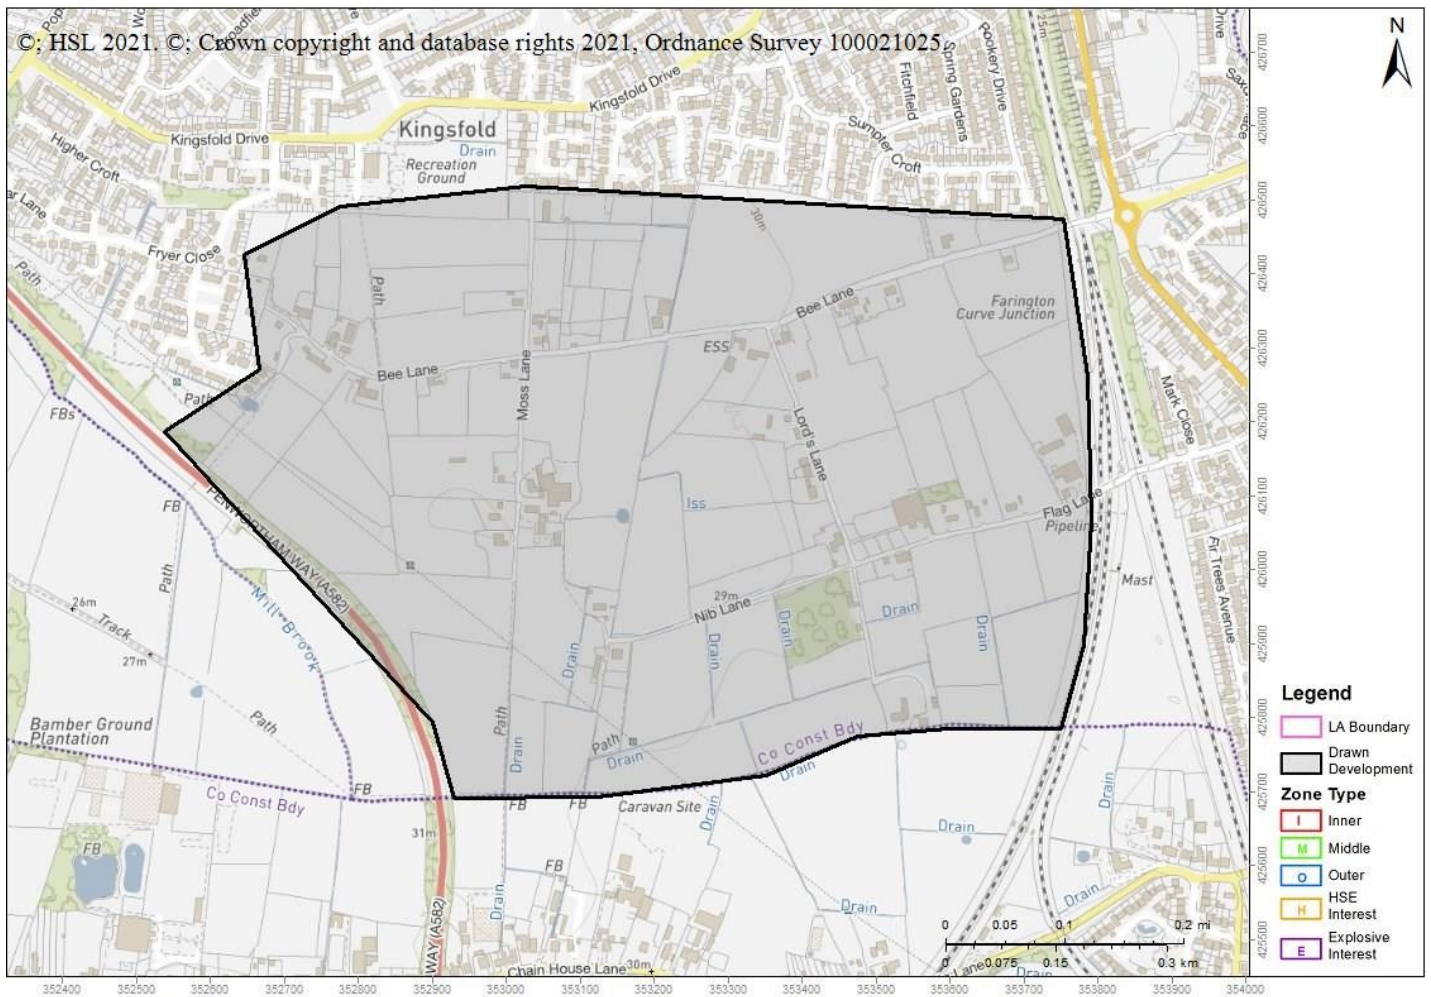 ©; HSL 2021. ©; Crown copyright and database rights 2021, Ordnance Survey 100021025.
N
Kingsfold Drive
Kingsfold Drive
Kingsfold
Drain
Recreation
Ground
Higher Croft
Fryer Close
Path
Fitchfield
Spring Gardens
Rookery Drive
Sumpter Croft
25m
Drive
30m
Path
Bee Lane
Farington
Curve Junction
ESS
Bee Lane
Moss Lane
Lord's Lane
Mark Close
Path
FBs
FB
PENWORTHAM WAY (A582)
Iss
Flag Lane
Pipeline
Mast
Fir Trees Avenue
Path
26m
Track
27m
Mill Brook
Path
29m
Nib Lane
Drain
Drain
Drain
Drain
Drain
Bamber Ground
Plantation
Path
Drain
Path
Drain
Co Const Bdy
Drain
FB
Co Const Bdy
FB
FB
Caravan Site
Drain
Drain
31m
FB
FB
Drain
Drain
Drain
Drain
WAY (A582)
Chain House Lane
30m
Lane
Drain
0 0.05 0.1 0.2 mi
0 0.075 0.15 0.3 km
Legend
LA Boundary
Drawn
Development
Zone Type
I Inner
M Middle
O Outer
H HSE
Interest
E Explosive
Interest
426700
426600
426500
426400
426300
426200
426100
426000
425900
425800
425700
425600
425500
352400 352500 352600 352700 352800 352900 353000 353100 353200 353300 353400 353500 353600 353700 353800 353900 354000